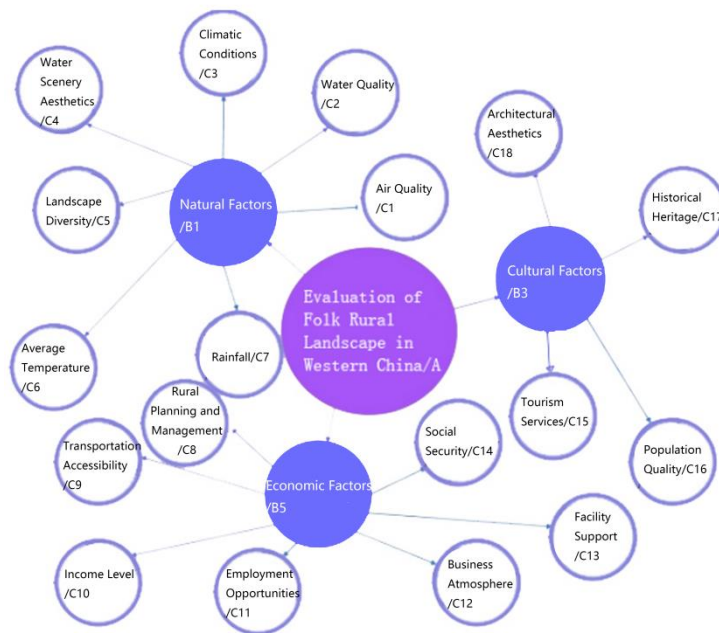 Climatic
Conditions
/C3
Water
Scenery
Aesthetics
/C4
Water Quality
/C2
Architectural
Aesthetics
/C18
Landscape
Diversity/C5
Natural Factors
/B1
Air Quality
/C1
Historical
Heritage/C17
Cultural Factors
/B3
Evaluation of
Folk Rural
Landscape in
Western China/A
Average
Temperature
/C6
Rainfall/C7
Rural
Planning and
Management
/C8
Tourism
Services/C15
Social
Security/C14
Transportation
Accessibility
/C9
Population
Quality/C16
Economic Factors
/B5
Facility
Support
/C13
Income Level
/C10
Employment
Opportunities
/C11
Business
Atmosphere
/C12